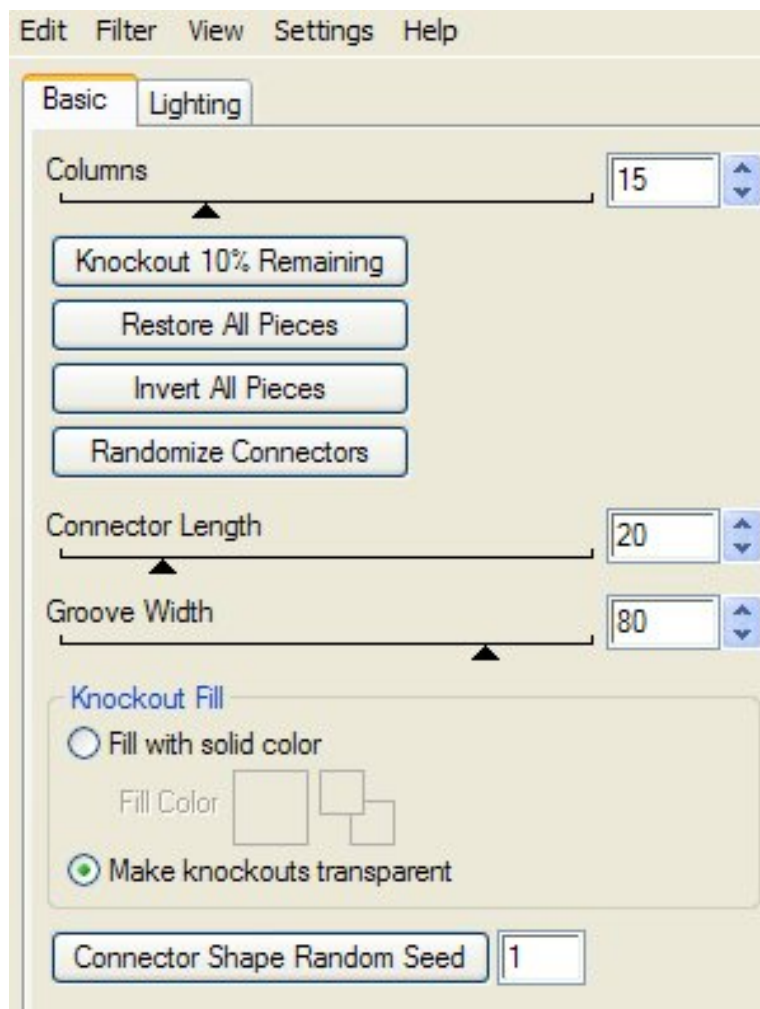 Edit Filter View Settings Help
Basic Lighting
Columns 15
Knockout 10% Remaining
Restore All Pieces
Invert All Pieces
Randomize Connectors
Connector Length 20
Groove Width 80
Knockout Fill
Fill with solid color
Fill Color
Make knockouts transparent
Connector Shape Random Seed 1